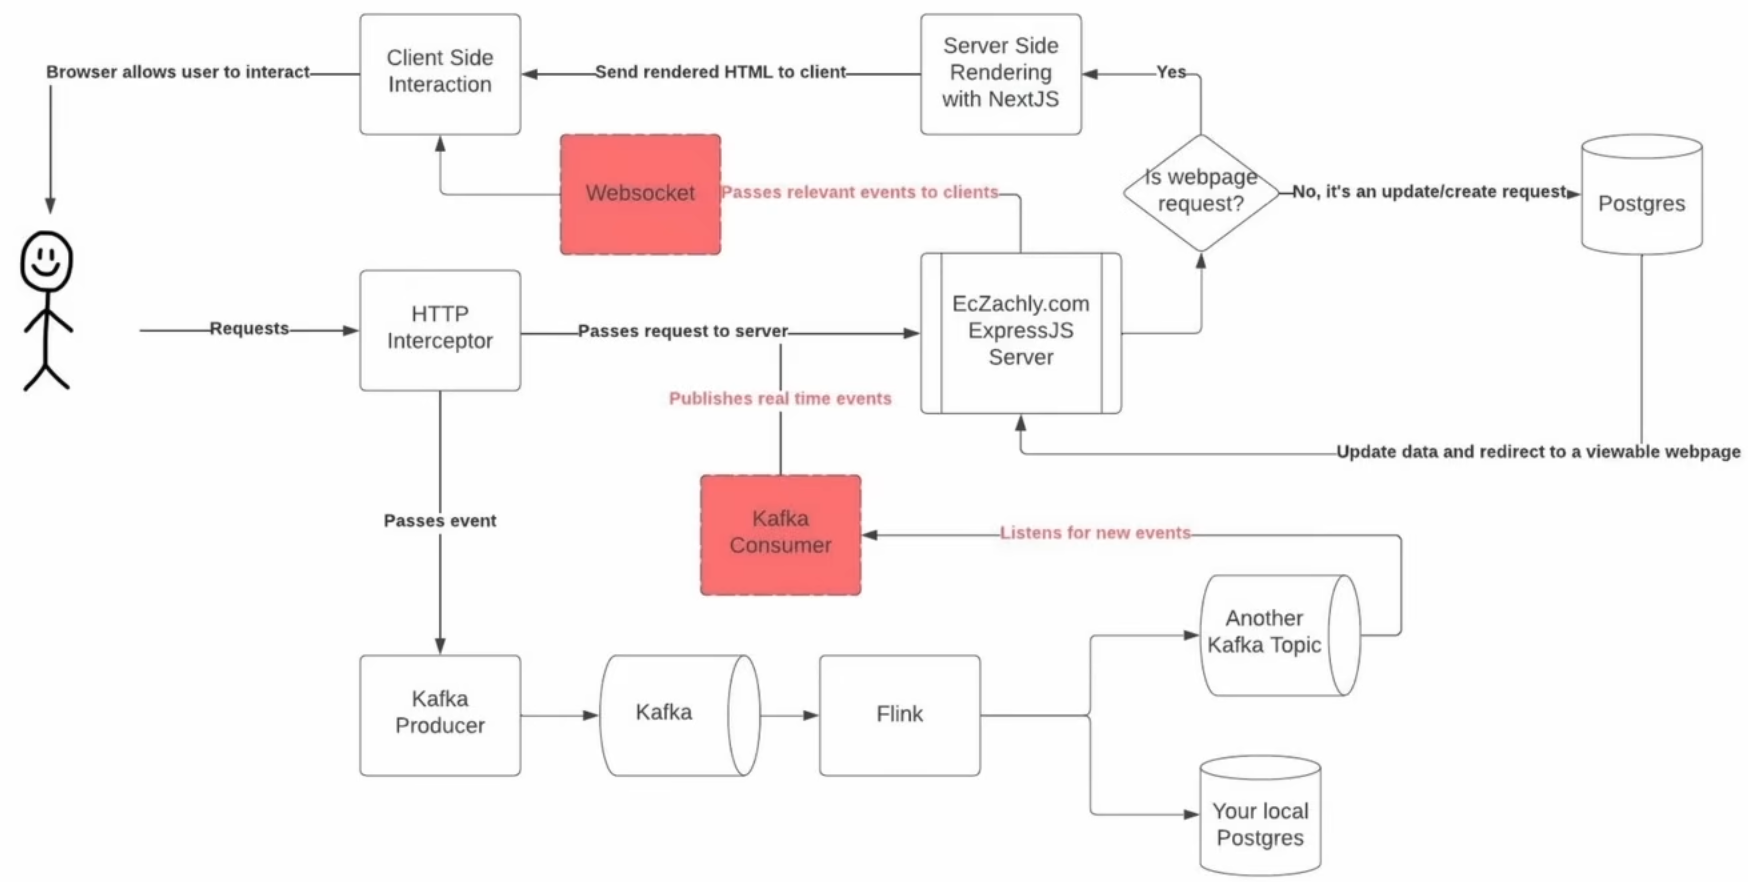 Client Side
Interaction
Server Side
Rendering
with NextJS
Browser allows user to interact
Send rendered HTML to client
Yes
Websocket
Passes relevant events to clients
Is webpage
request?
No, it's an update/create request
Postgres
Requests
HTTP
Interceptor
Passes request to server
EcZachly.com
ExpressJS
Server
Publishes real time events
Update data and redirect to a viewable webpage
Passes event
Kafka
Consumer
Listens for new events
Another
Kafka Topic
Kafka
Producer
Kafka
Flink
Your local
Postgres